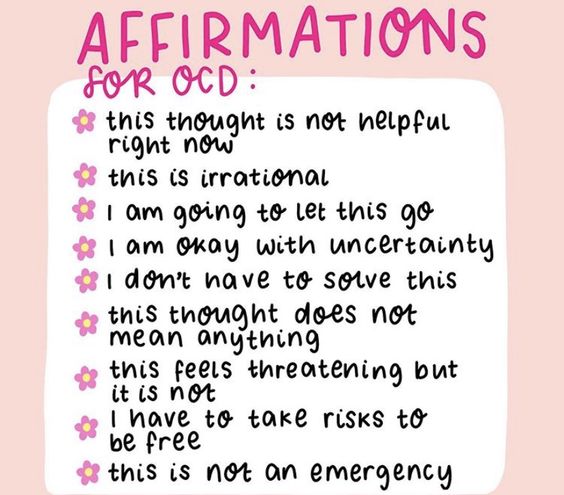 AFFIRMATIONS
FOR OCD:
this thought is not helpful
right now
this is irrational
I am going to let this go
I am okay with uncertainty
I don't have to solve this
this thought does not
mean anything
this feels threatening but
it is not
I have to take risks to
be free
this is not an emergency